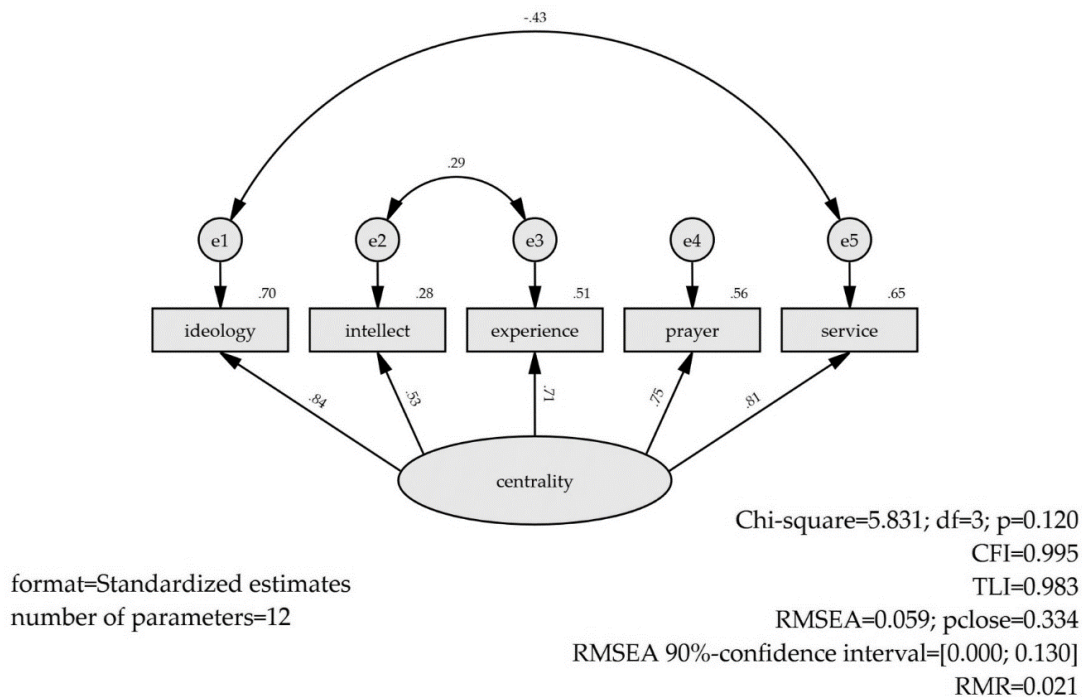 -.43
.29
e1 e2 e3 e4 e5
.70 .28 .51 .56 .65
ideology intellect experience prayer service
.84 .53 .71 .75 .81
centrality
Chi-square=5.831; df=3; p=0.120
CFI=0.995
format=Standardized estimates
TLI=0.983
number of parameters=12
RMSEA=0.059; pclose=0.334
RMSEA 90%-confidence interval=[0.000; 0.130]
RMR=0.021